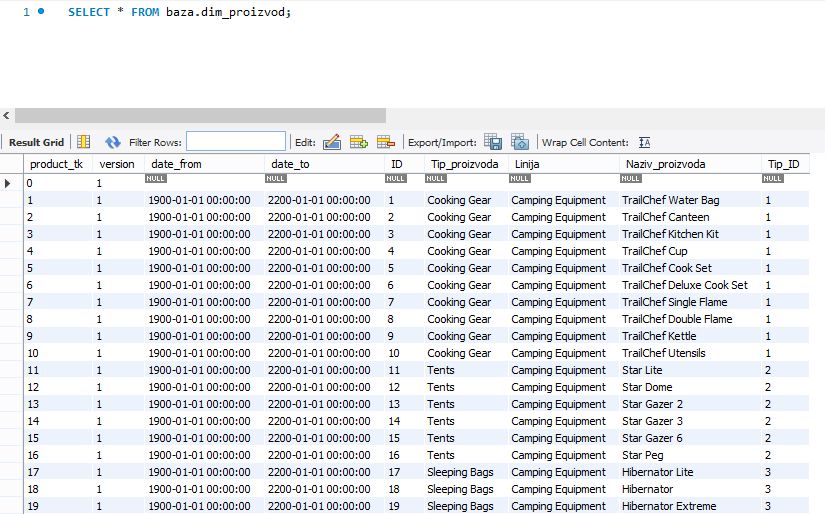 1 SELECT * FROM baza.dim_proizvod;
Result Grid Filter Rows: Edit: Export/Import: Wrap Cell Content:
product_tk version date_from date_to ID Tip_proizvoda Linija Naziv_proizvoda Tip_ID
0 1 NULL NULL NULL NULL NULL NULL NULL
1 1 1900-01-01 00:00:00 2200-01-01 00:00:00 1 Cooking Gear Camping Equipment TrailChef Water Bag 1
2 1 1900-01-01 00:00:00 2200-01-01 00:00:00 2 Cooking Gear Camping Equipment TrailChef Canteen 1
3 1 1900-01-01 00:00:00 2200-01-01 00:00:00 3 Cooking Gear Camping Equipment TrailChef Kitchen Kit 1
4 1 1900-01-01 00:00:00 2200-01-01 00:00:00 4 Cooking Gear Camping Equipment TrailChef Cup 1
5 1 1900-01-01 00:00:00 2200-01-01 00:00:00 5 Cooking Gear Camping Equipment TrailChef Cook Set 1
6 1 1900-01-01 00:00:00 2200-01-01 00:00:00 6 Cooking Gear Camping Equipment TrailChef Deluxe Cook Set 1
7 1 1900-01-01 00:00:00 2200-01-01 00:00:00 7 Cooking Gear Camping Equipment TrailChef Single Flame 1
8 1 1900-01-01 00:00:00 2200-01-01 00:00:00 8 Cooking Gear Camping Equipment TrailChef Double Flame 1
9 1 1900-01-01 00:00:00 2200-01-01 00:00:00 9 Cooking Gear Camping Equipment TrailChef Kettle 1
10 1 1900-01-01 00:00:00 2200-01-01 00:00:00 10 Cooking Gear Camping Equipment TrailChef Utensils 1
11 1 1900-01-01 00:00:00 2200-01-01 00:00:00 11 Tents Camping Equipment Star Lite 2
12 1 1900-01-01 00:00:00 2200-01-01 00:00:00 12 Tents Camping Equipment Star Dome 2
13 1 1900-01-01 00:00:00 2200-01-01 00:00:00 13 Tents Camping Equipment Star Gazer 2 2
14 1 1900-01-01 00:00:00 2200-01-01 00:00:00 14 Tents Camping Equipment Star Gazer 3 2
15 1 1900-01-01 00:00:00 2200-01-01 00:00:00 15 Tents Camping Equipment Star Gazer 6 2
16 1 1900-01-01 00:00:00 2200-01-01 00:00:00 16 Tents Camping Equipment Star Peg 2
17 1 1900-01-01 00:00:00 2200-01-01 00:00:00 17 Sleeping Bags Camping Equipment Hibernator Lite 3
18 1 1900-01-01 00:00:00 2200-01-01 00:00:00 18 Sleeping Bags Camping Equipment Hibernator 3
19 1 1900-01-01 00:00:00 2200-01-01 00:00:00 19 Sleeping Bags Camping Equipment Hibernator Extreme 3